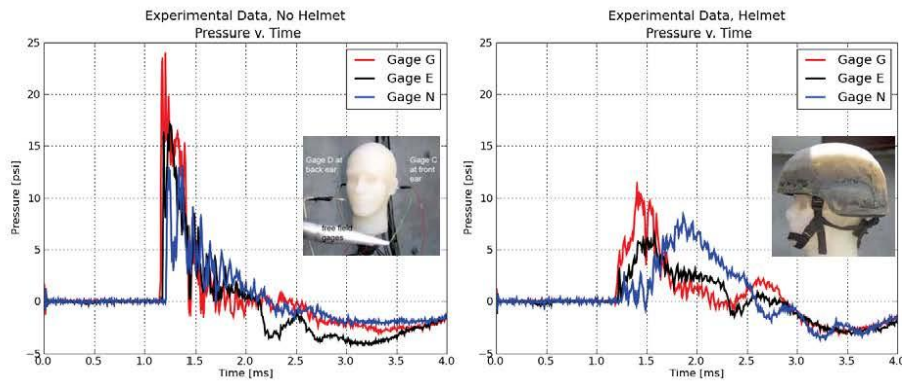 Experimental Data, No Helmet
Pressure v. Time
Pressure [psi]
25
20
15
10
5
0
−5
Gage G
Gage E
Gage N
Gage D at
back ear
Gage C
at front
ear
free field
gages
0.0 0.5 1.0 1.5 2.0 2.5 3.0 3.5 4.0
Time [ms]
Experimental Data, Helmet
Pressure v. Time
Pressure [psi]
25
20
15
10
5
0
−5
Gage G
Gage E
Gage N
0.0 0.5 1.0 1.5 2.0 2.5 3.0 3.5 4.0
Time [ms]